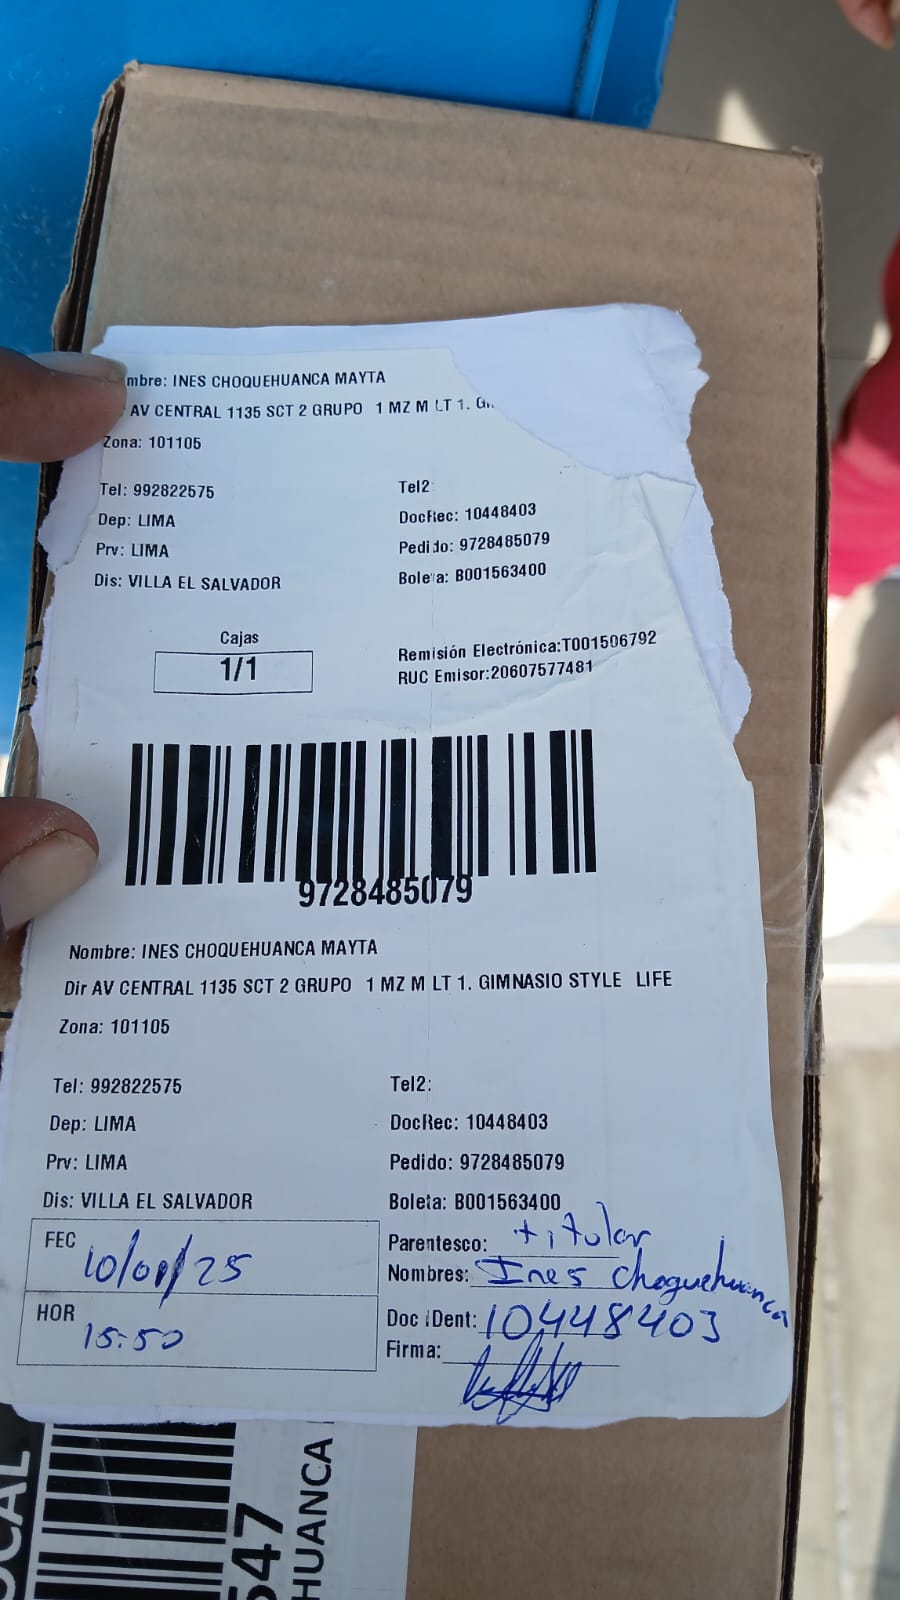 mbre: INES CHOQUEHUANCA MAYTA
AV CENTRAL 1135 SCT 2 GRUPO 1 MZ M LT 1.
Zona: 101105
Tel: 992822575
Tel2:
Dep: LIMA
DocRec: 10448403
Prv: LIMA
Pedido: 9728485079
Dis: VILLA EL SALVADOR
Boleta: B001563400
Cajas
1/1
Remisión Electrónica:T001506792
RUC Emisor:20607577481
9728485079
Nombre: INES CHOQUEHUANCA MAYTA
Dir AV CENTRAL 1135 SCT 2 GRUPO 1 MZ M LT 1. GIMNASIO STYLE LIFE
Zona: 101105
Tel: 992822575
Tel2:
Dep: LIMA
DocRec: 10448403
Prv: LIMA
Pedido: 9728485079
Dis: VILLA EL SALVADOR
Boleta: B001563400
FEC
Parentesco: titular
Nombres: Ines Choquehuanca
HOR 15:50
Doc iDent: 10448403
Firma:
547
HUANCA